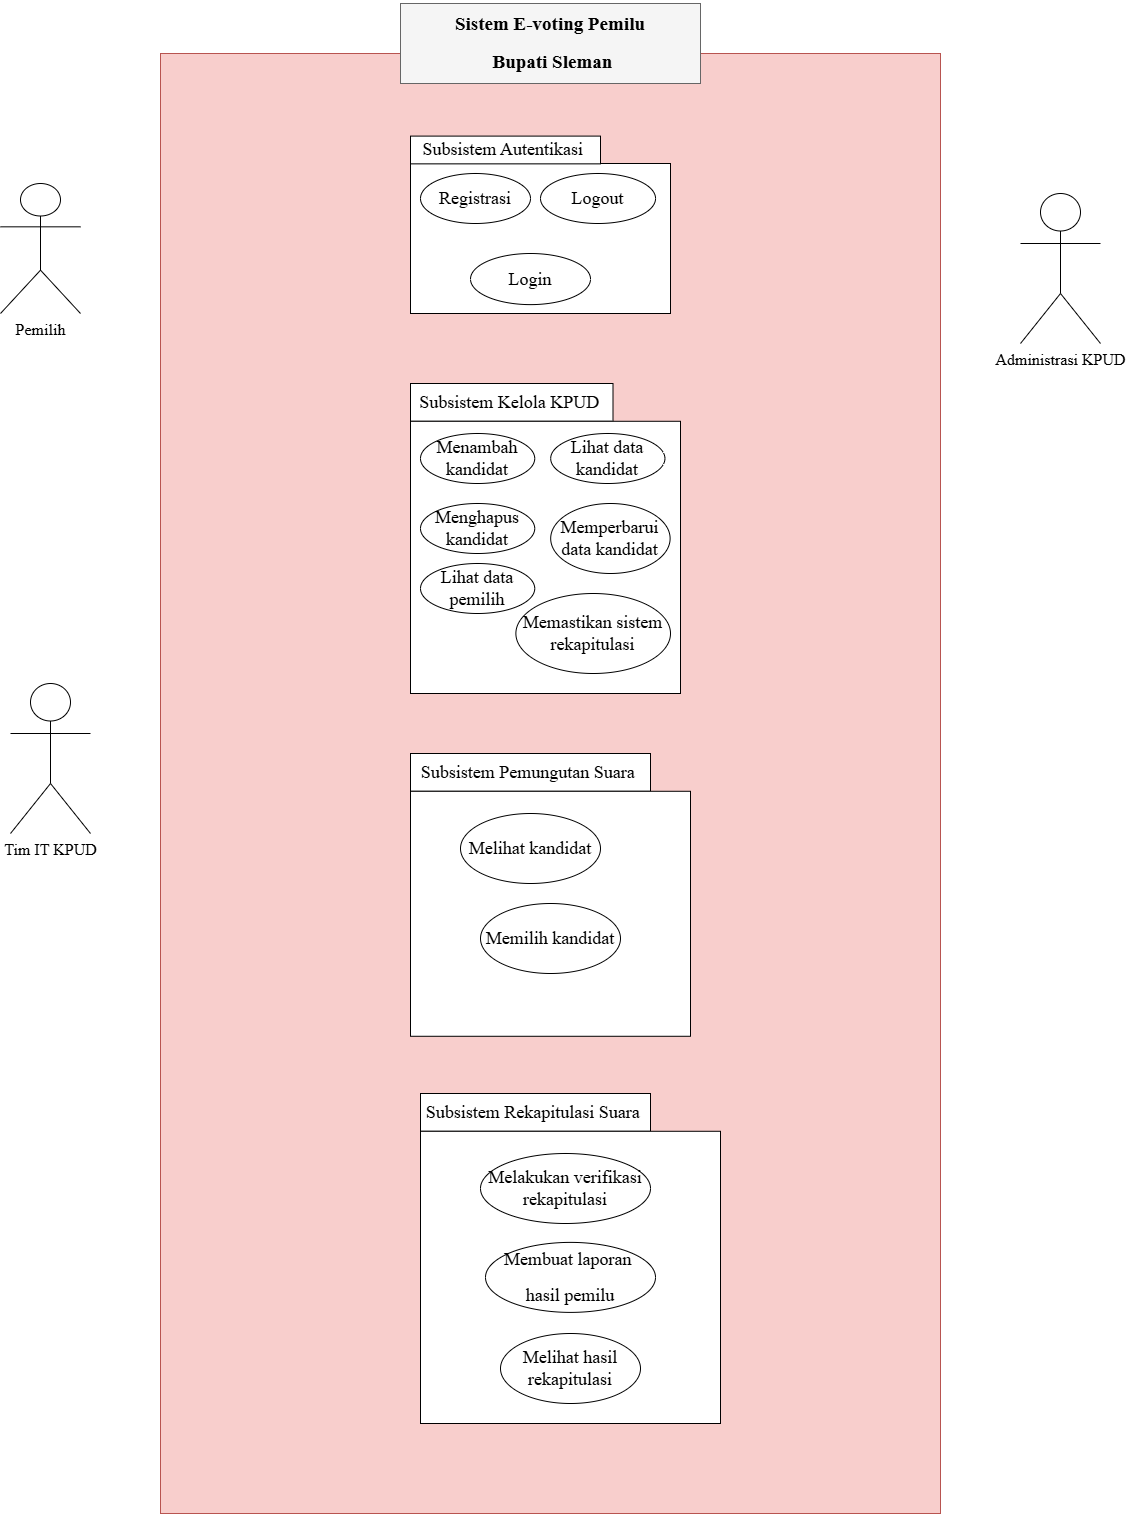 Sistem E-voting Pemilu
Bupati Sleman
Subsistem Autentikasi
Registrasi
Logout
Login
Pemilih
Administrasi KPUD
Subsistem Kelola KPUD
Menambah
kandidat
Lihat data
kandidat
Menghapus
kandidat
Memperbarui
data kandidat
Lihat data
pemilih
Memastikan sistem
rekapitulasi
Tim IT KPUD
Subsistem Pemungutan Suara
Melihat kandidat
Memilih kandidat
Subsistem Rekapitulasi Suara
Melakukan verifikasi
rekapitulasi
Membuat laporan
hasil pemilu
Melihat hasil
rekapitulasi